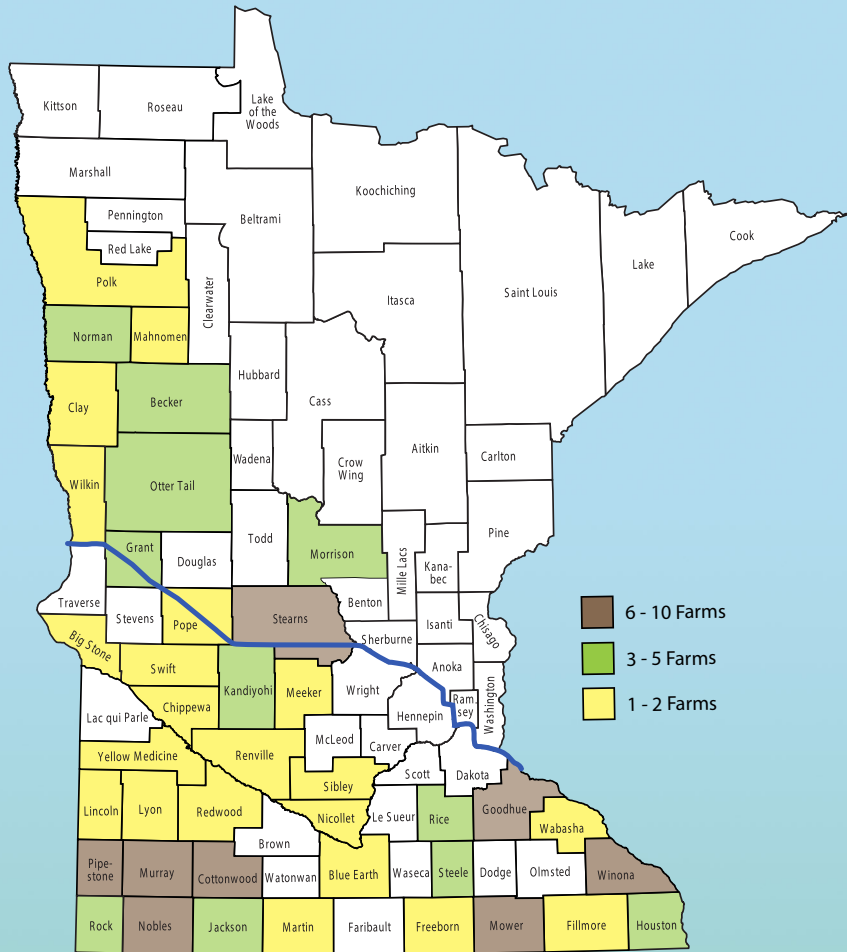 Kittson
Roseau
Lake
of the
Woods
Marshall
Koochiching
Pennington
Beltrami
Red Lake
Cook
Lake
Polk
Clearwater
Itasca
Saint Louis
Norman
Mahnomen
Hubbard
Cass
Becker
Clay
Aitkin
Wadena
Crow
Wing
Carlton
Wilkin
Otter Tail
Pine
Todd
Grant
Morrison
Douglas
Mille Lacs
Kana-
bec
Traverse
Benton
Stevens
Stearns
Pope
Isanti
Chisago
6 - 10 Farms
Big Stone
Sherburne
3 - 5 Farms
Swift
Anoka
Kandiyohi
Meeker
Wright
Washington
Ram.
sey
1 - 2 Farms
Chippewa
Lac qui Parle
Hennepin
McLeod
Carver
Yellow Medicine
Renville
Scott
Dakota
Sibley
Lincoln
Lyon
Redwood
Nicollet
Le Sueur
Rice
Goodhue
Wabasha
Brown
Pipe-
stone
Murray
Cottonwood
Watonwan
Blue Earth
Waseca
Steele
Dodge
Olmsted
Winona
Rock
Nobles
Jackson
Martin
Faribault
Freeborn
Mower
Fillmore
Houston